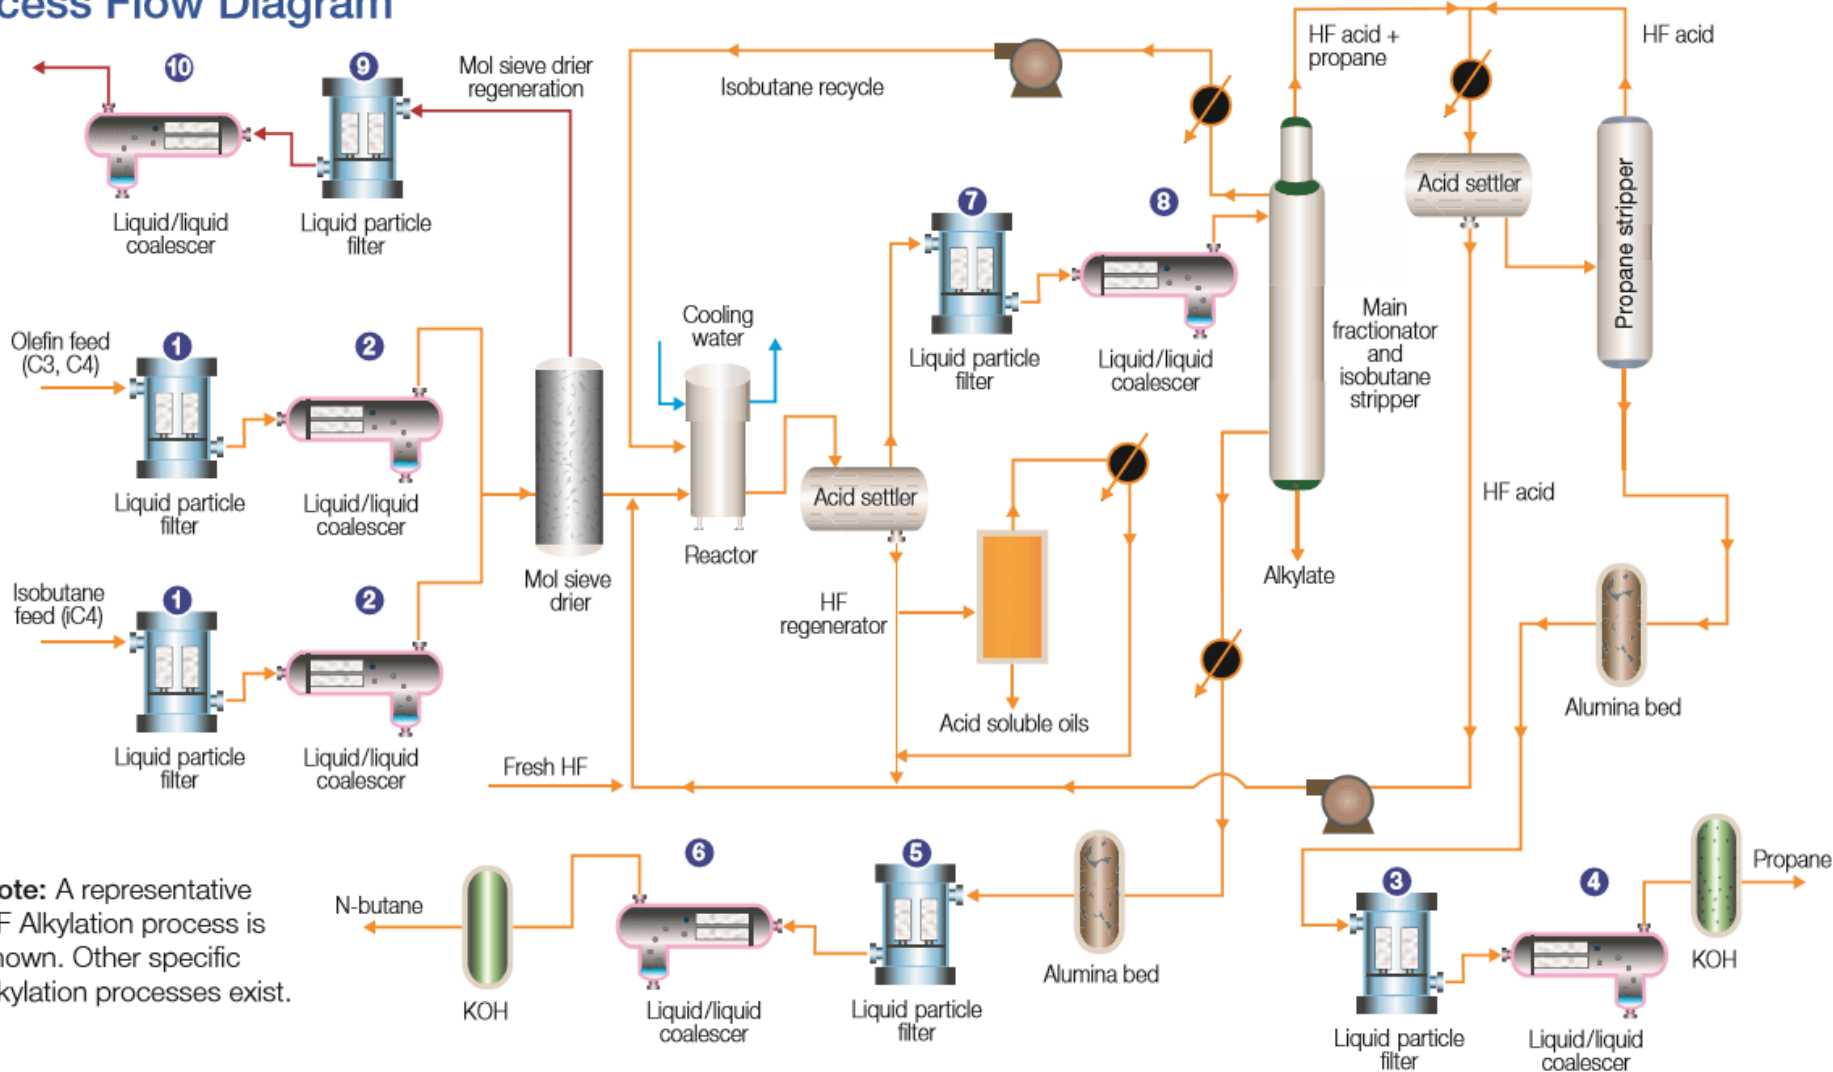 cess Flow Diagram
10
9
Mol sieve drier
regeneration
Liquid/liquid
coalescer
Liquid particle
filter
Isobutane recycle
HF acid +
propane
HF acid
Acid settler
Propane stripper
7
8
Liquid particle
filter
Liquid/liquid
coalescer
Main
fractionator
and
isobutane
stripper
Olefin feed
(C3, C4)
1
2
Liquid particle
filter
Liquid/liquid
coalescer
Cooling
water
Reactor
Acid settler
Mol sieve
drier
HF
regenerator
Acid soluble oils
Alkylate
HF acid
Alumina bed
Isobutane
feed (iC4)
1
2
Liquid particle
filter
Liquid/liquid
coalescer
Fresh HF
ote: A representative
F Alkylation process is
nown. Other specific
kylation processes exist.
N-butane
KOH
6
Liquid/liquid
coalescer
5
Liquid particle
filter
Alumina bed
3
Liquid particle
filter
4
Liquid/liquid
coalescer
KOH
Propane